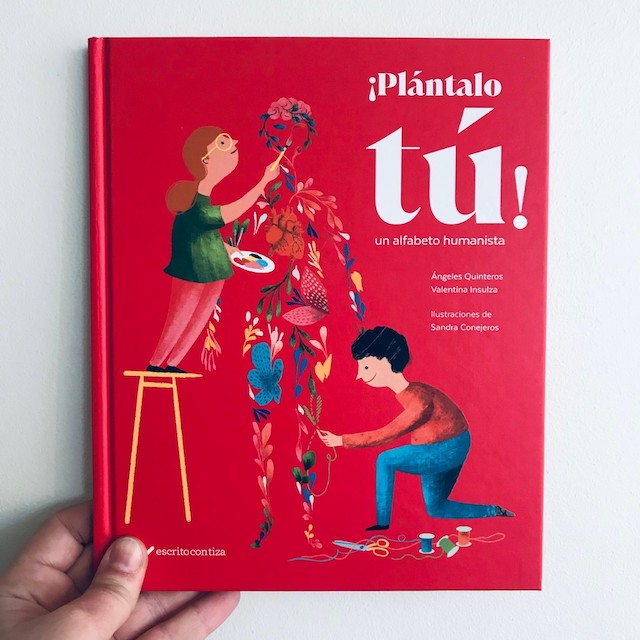 ¡Plántalo
tú!
un alfabeto humanista
Ángeles Quinteros
Valentina Insulza
Ilustraciones de
Sandra Conejeros
escritocontiza